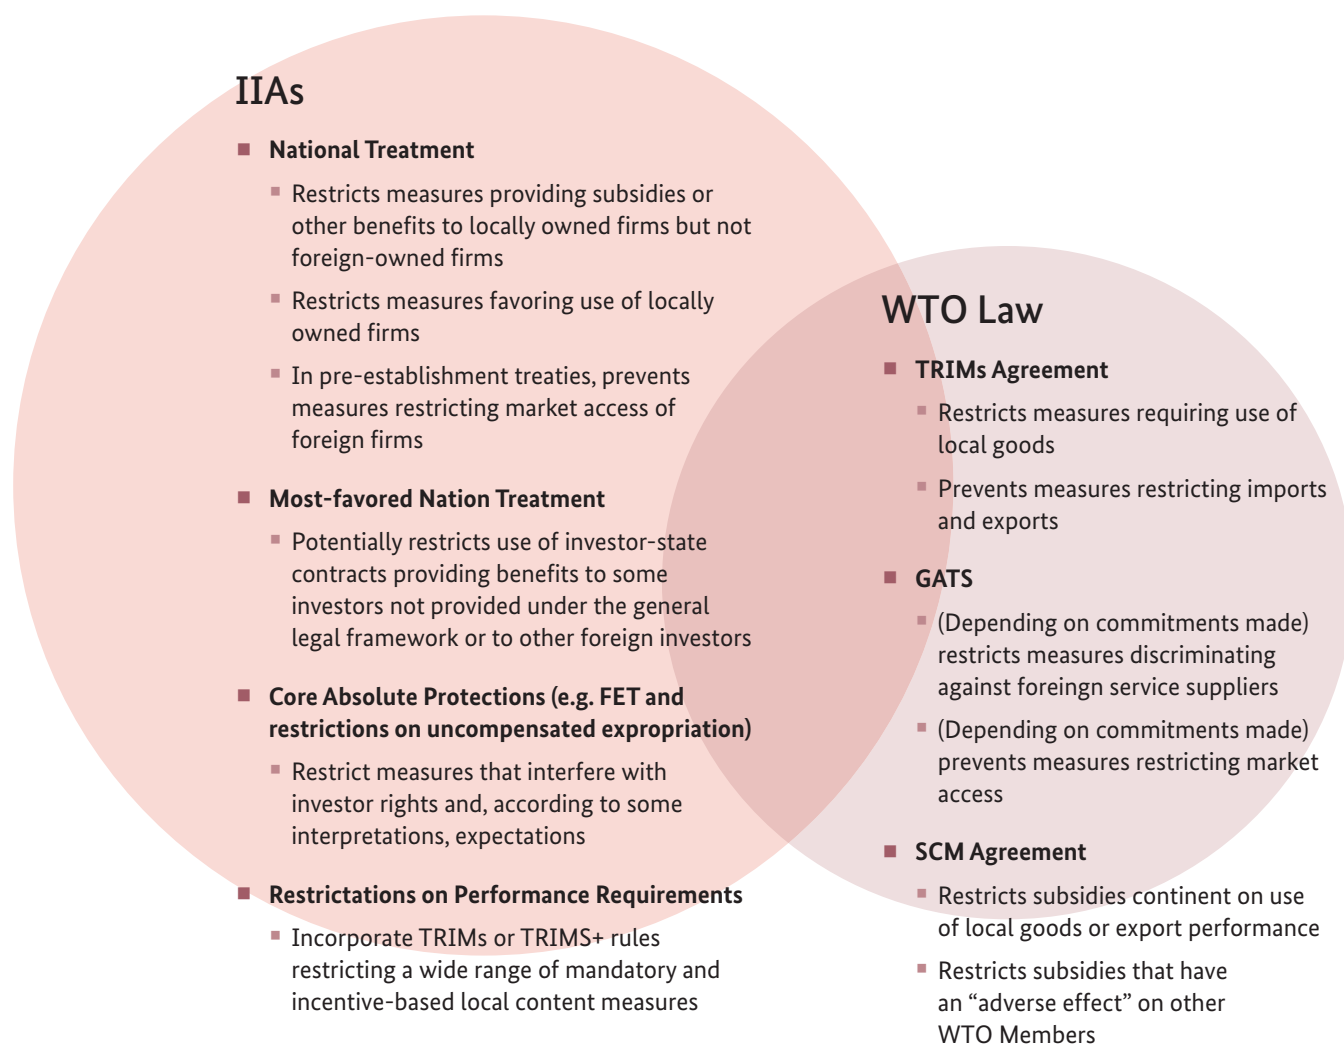 IIAs
■ National Treatment
■ Restricts measures providing subsidies or
other benefits to locally owned firms but not
foreign-owned firms
■ Restricts measures favoring use of locally
owned firms
■ In pre-establishment treaties, prevents
measures restricting market access of
foreign firms
■ Most-favored Nation Treatment
■ Potentially restricts use of investor-state
contracts providing benefits to some
investors not provided under the general
legal framework or to other foreign investors
■ Core Absolute Protections (e.g. FET and
restrictions on uncompensated expropriation)
■ Restrict measures that interfere with
investor rights and, according to some
interpretations, expectations
■ Restrictations on Performance Requirements
■ Incorporate TRIMs or TRIMS+ rules
restricting a wide range of mandatory and
incentive-based local content measures
WTO Law
■ TRIMs Agreement
■ Restricts measures requiring use of
local goods
■ Prevents measures restricting imports
and exports
■ GATS
■ (Depending on commitments made)
restricts measures discriminating
against foreingn service suppliers
■ (Depending on commitments made)
prevents measures restricting market
access
■ SCM Agreement
■ Restricts subsidies continent on use
of local goods or export performance
■ Restricts subsidies that have
an “adverse effect” on other
WTO Members